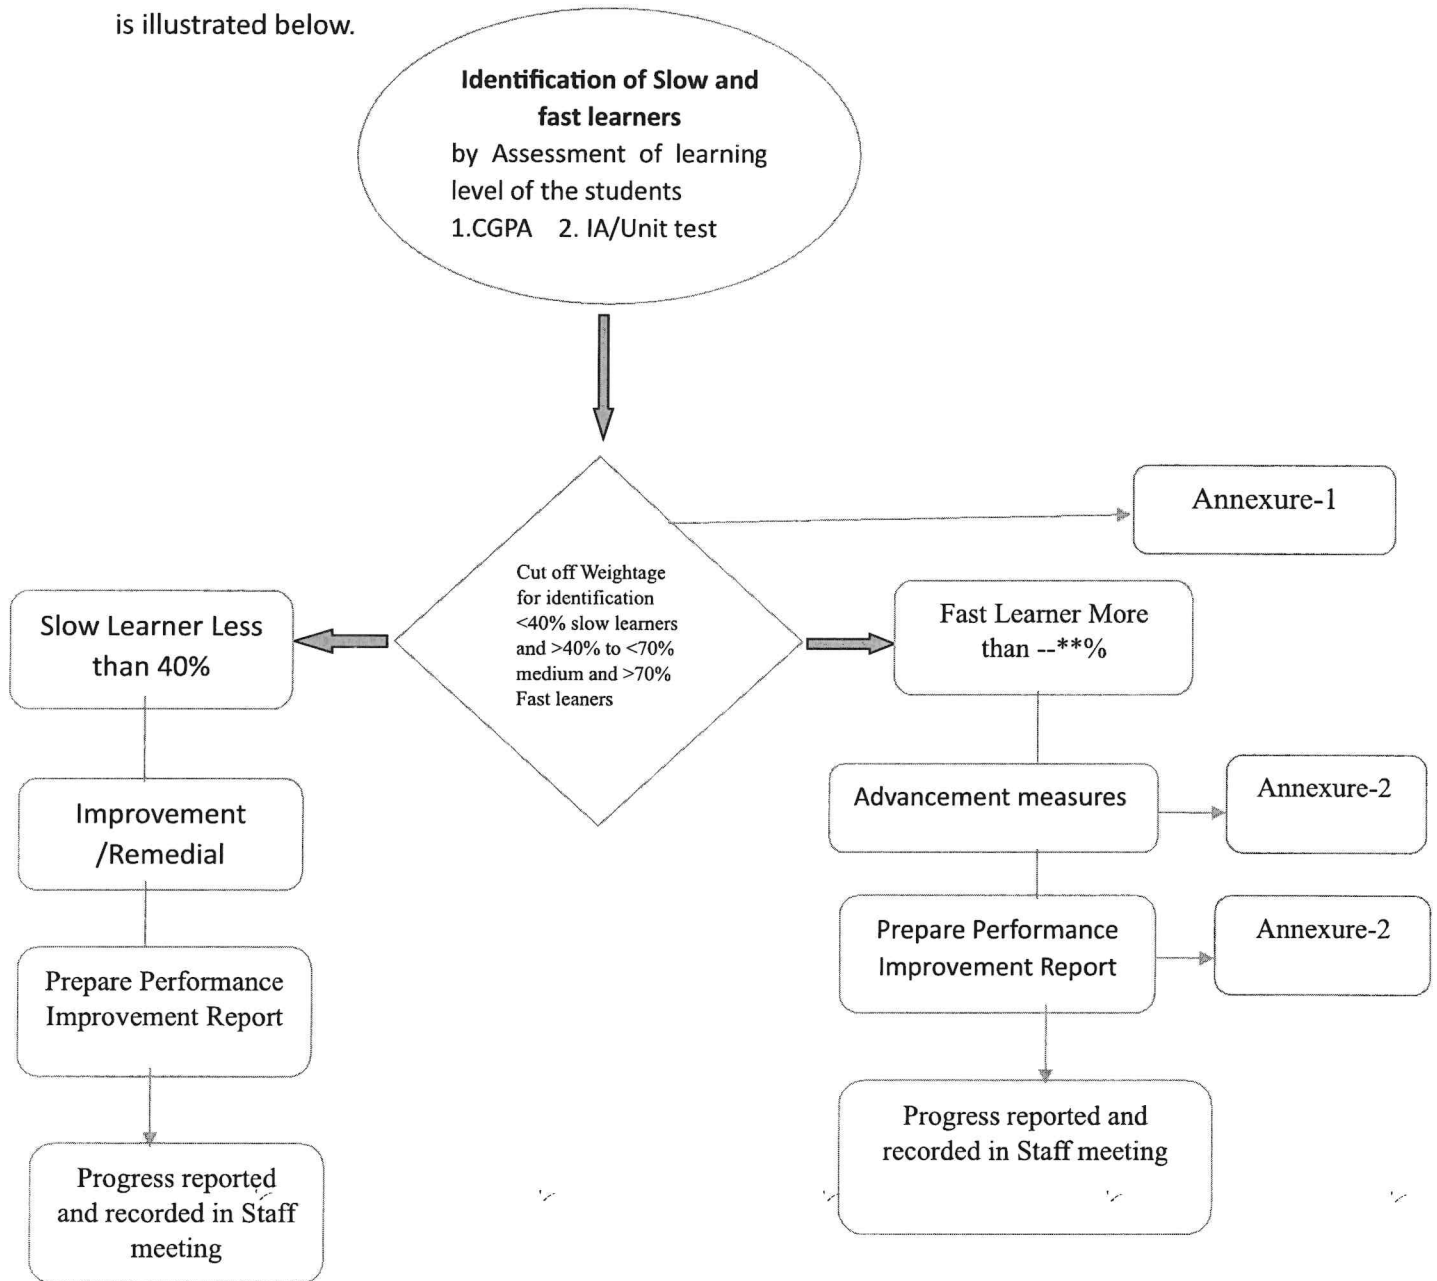 is illustrated below.
Identification of Slow and
fast learners
by Assessment of learning
level of the students
1.CGPA 2. IA/Unit test
Annexure-1
Cut off Weightage
for identification
<40% slow learners
and >40% to <70%
medium and >70%
Fast leaners
Slow Learner Less
than 40%
Fast Learner More
than --**%
Improvement
/Remedial
Advancement measures
Annexure-2
Prepare Performance
Improvement Report
Prepare Performance
Improvement Report
Annexure-2
Progress reported
and recorded in Staff
meeting
Progress reported and
recorded in Staff meeting